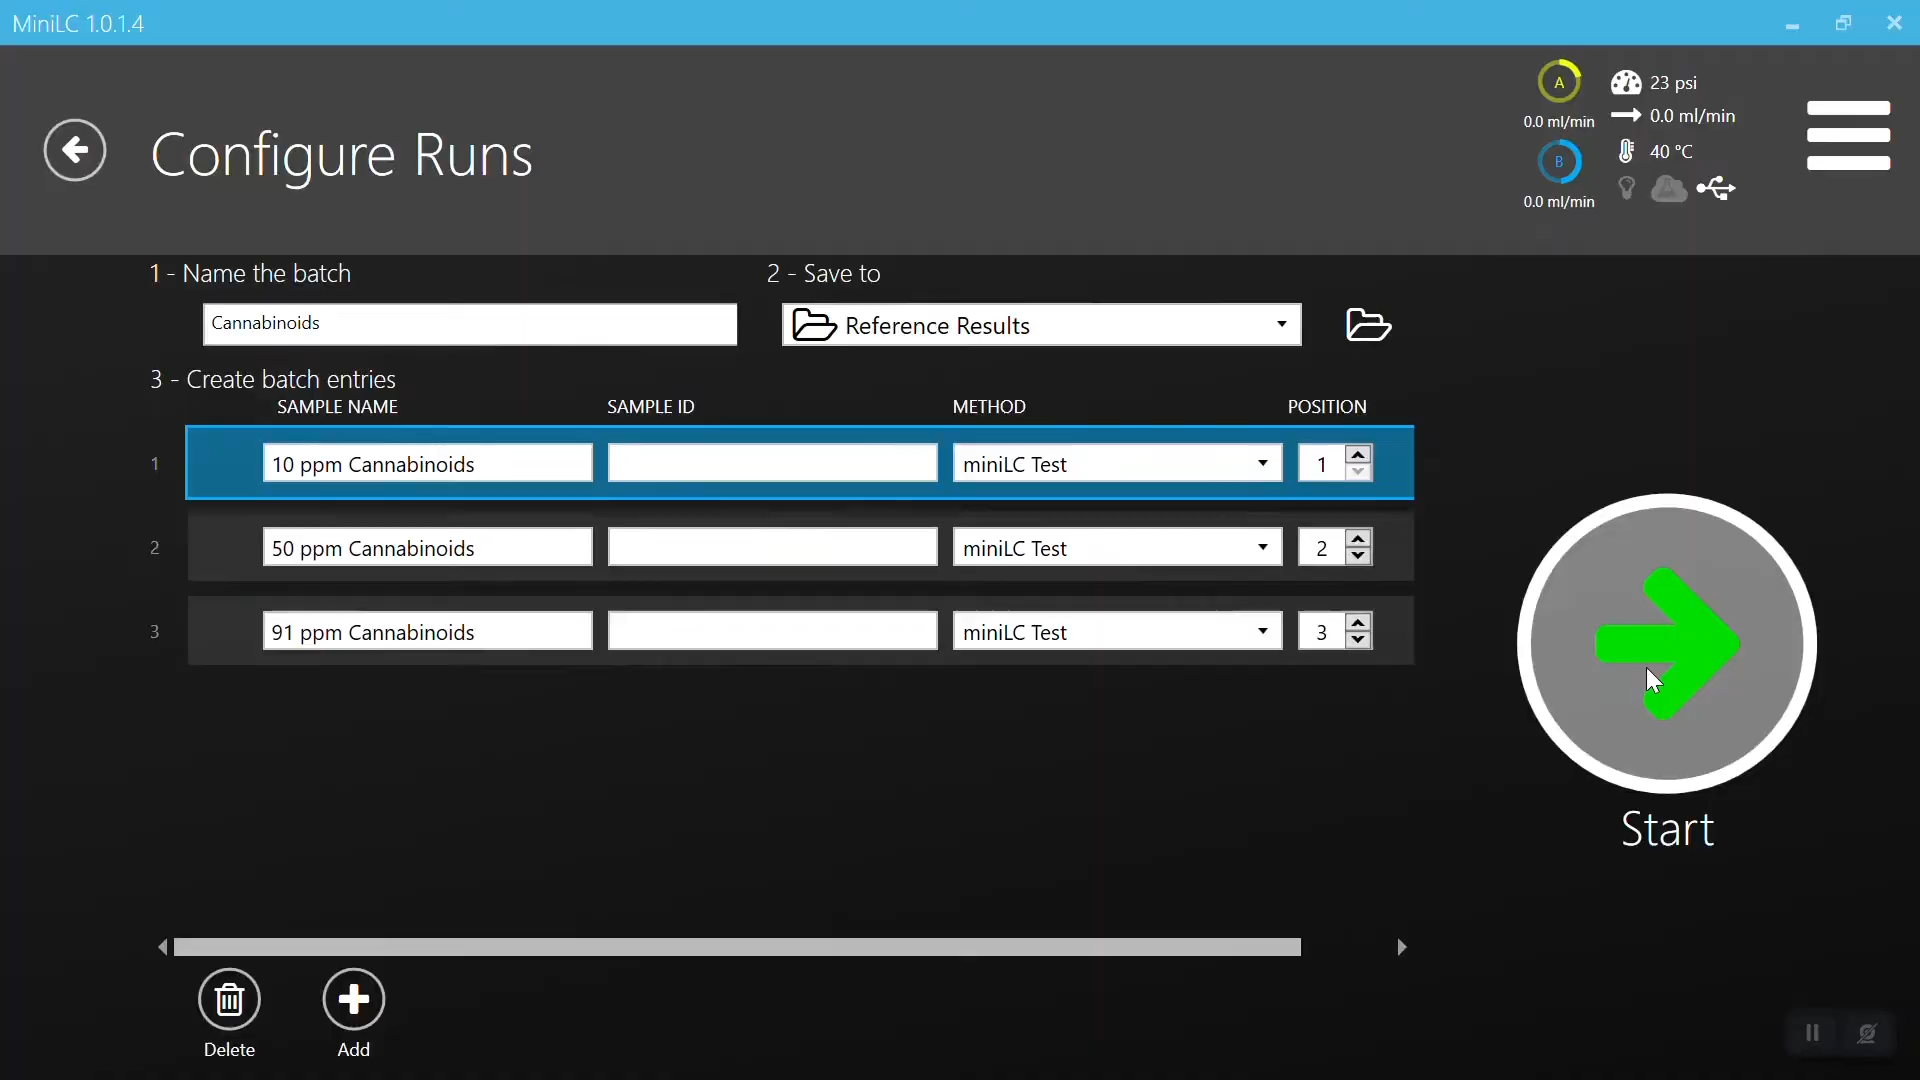 MiniLC 1.0.1.4
Configure Runs
A
0.0 ml/min
B
0.0 ml/min
23 psi
0.0 ml/min
40 °C
1 - Name the batch
Cannabinoids
2 - Save to
Reference Results
3 - Create batch entries
SAMPLE NAME SAMPLE ID METHOD POSITION
1 10 ppm Cannabinoids miniLC Test 1
2 50 ppm Cannabinoids miniLC Test 2
3 91 ppm Cannabinoids miniLC Test 3
Start
Delete
Add